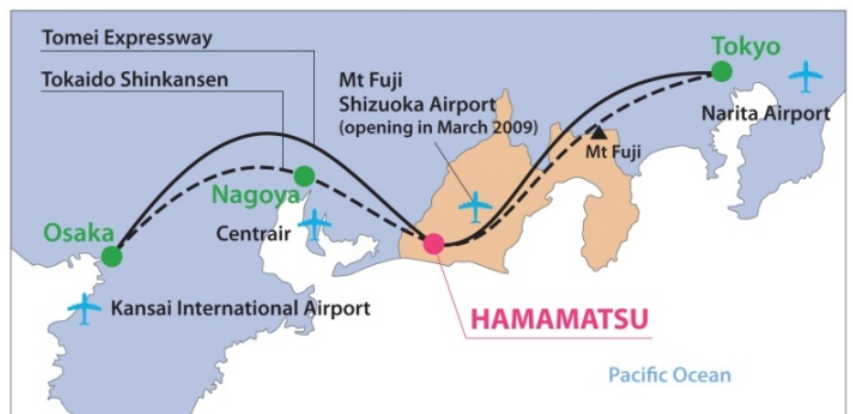 Tomei Expressway
Tokaido Shinkansen
Mt Fuji
Shizuoka Airport
(opening in March 2009)
Tokyo
Narita Airport
Mt Fuji
Nagoya
Osaka
Centrair
Kansai International Airport
HAMAMATSU
Pacific Ocean